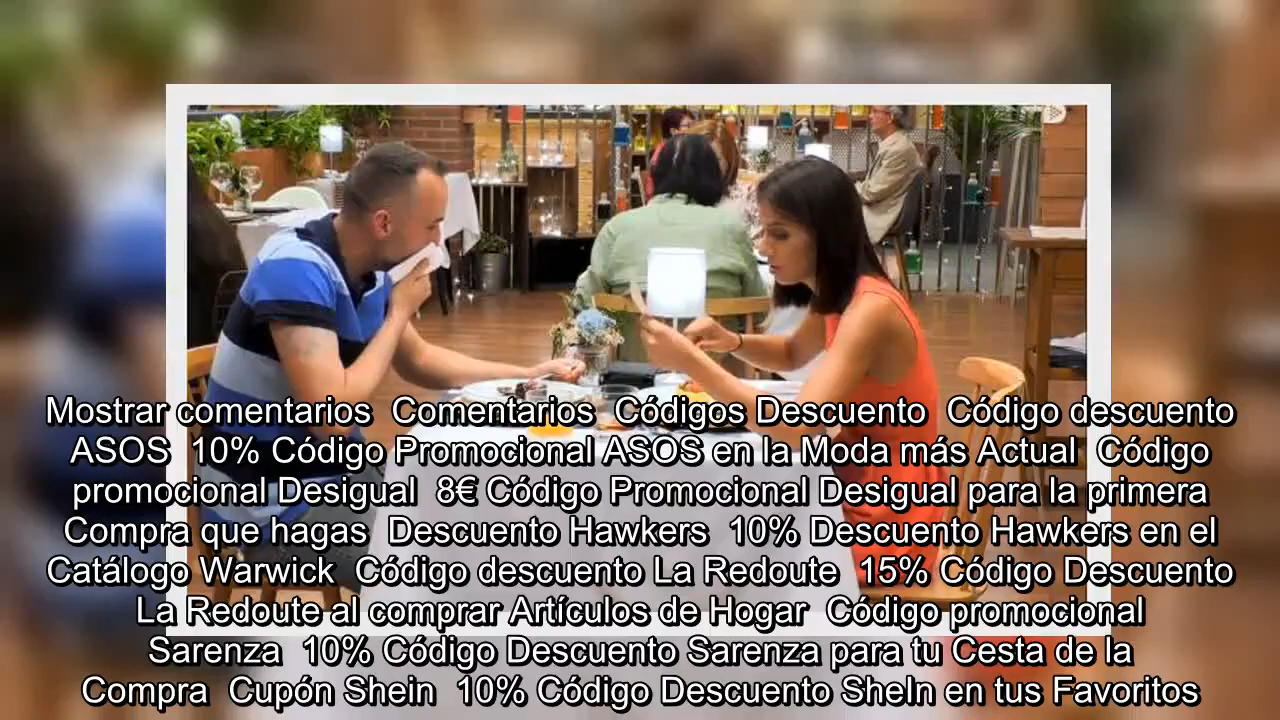 Mostrar comentarios  Comentarios  Códigos Descuento  Código descuento
ASOS  10% Código Promocional ASOS en la Moda más Actual  Código
promocional Desigual  8€ Código Promocional Desigual para la primera
Compra que hagas  Descuento Hawkers  10% Descuento Hawkers en el
Catálogo Warwick  Código descuento La Redoute  15% Código Descuento
La Redoute al comprar Artículos de Hogar  Código promocional
Sarenza  10% Código Descuento Sarenza para tu Cesta de la
Compra  Cupón Shein  10% Código Descuento SheIn en tus Favoritos